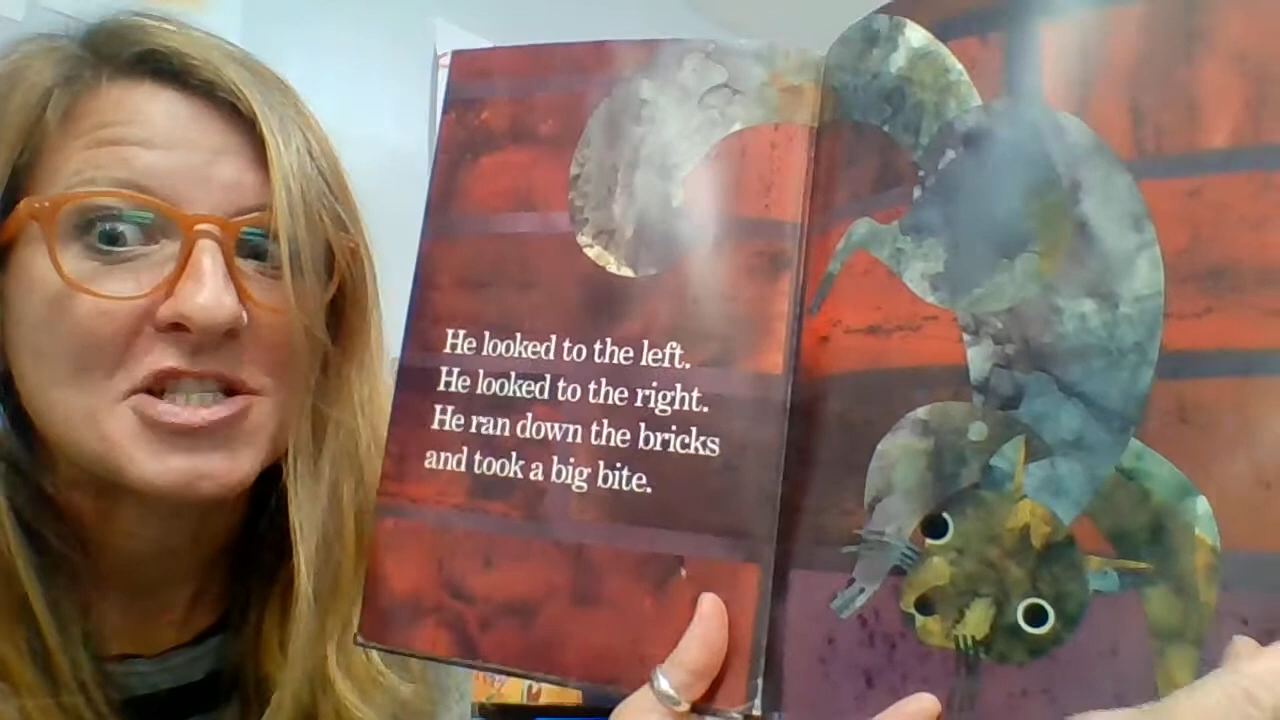 He looked to the left.
He looked to the right.
He ran down the bricks
and took a big bite.